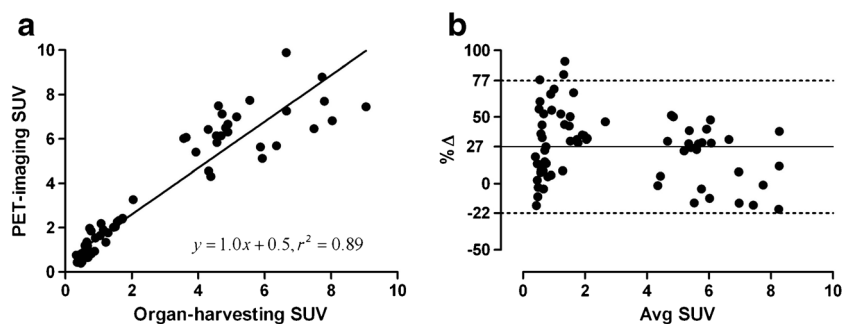 a
PET-imaging SUV
10
8
6
4
2
0
y = 1.0x + 0.5, r² = 0.89
0 2 4 6 8 10
Organ-harvesting SUV
b
% Δ
100
77
50
27
0
-22
-50
0 2 4 6 8 10
Avg SUV